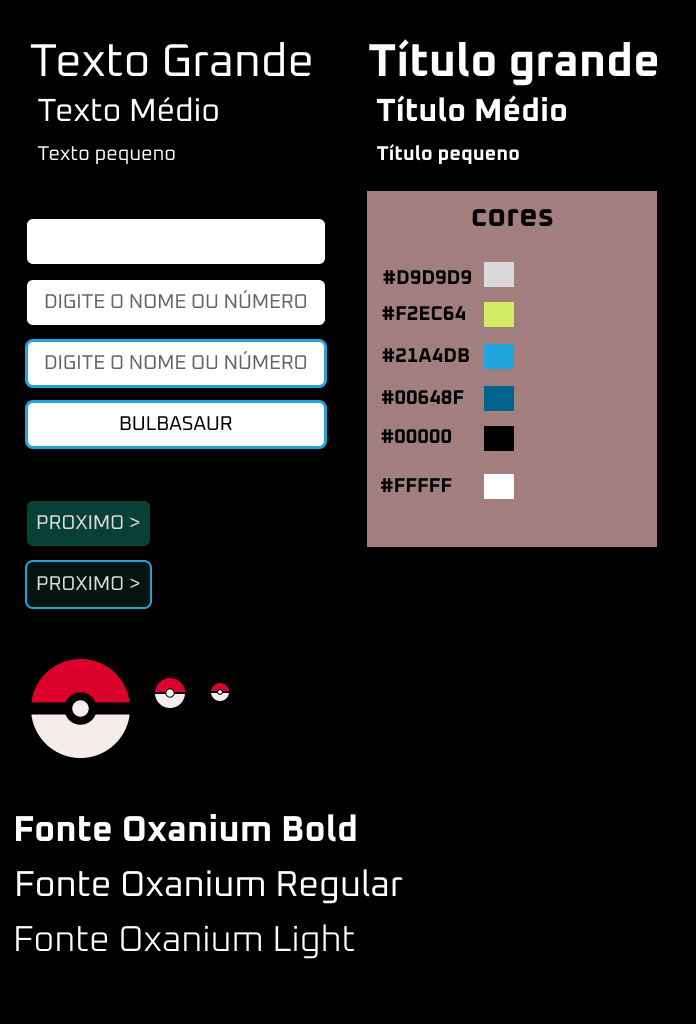 Texto Grande
Texto Médio
Texto pequeno
Título grande
Título Médio
Título pequeno
DIGITE O NOME OU NÚMERO
DIGITE O NOME OU NÚMERO
BULBASAUR
PROXIMO >
PROXIMO >
cores
#D9D9D9
#F2EC64
#21A4DB
#00648F
#00000
#FFFFF
Fonte Oxanium Bold
Fonte Oxanium Regular
Fonte Oxanium Light